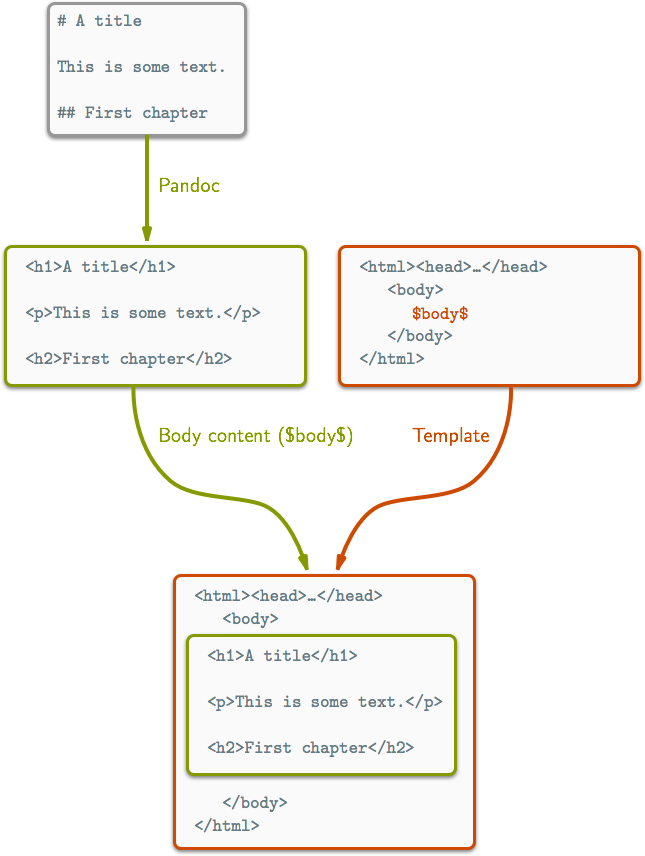 # A title
This is some text.
## First chapter
Pandoc
<h1>A title</h1>
<p>This is some text.</p>
<h2>First chapter</h2>
<html><head>…</head>
<body>
$body$
</body>
</html>
Body content ($body$)
Template
<html><head>…</head>
<body>
<h1>A title</h1>
<p>This is some text.</p>
<h2>First chapter</h2>
</body>
</html>